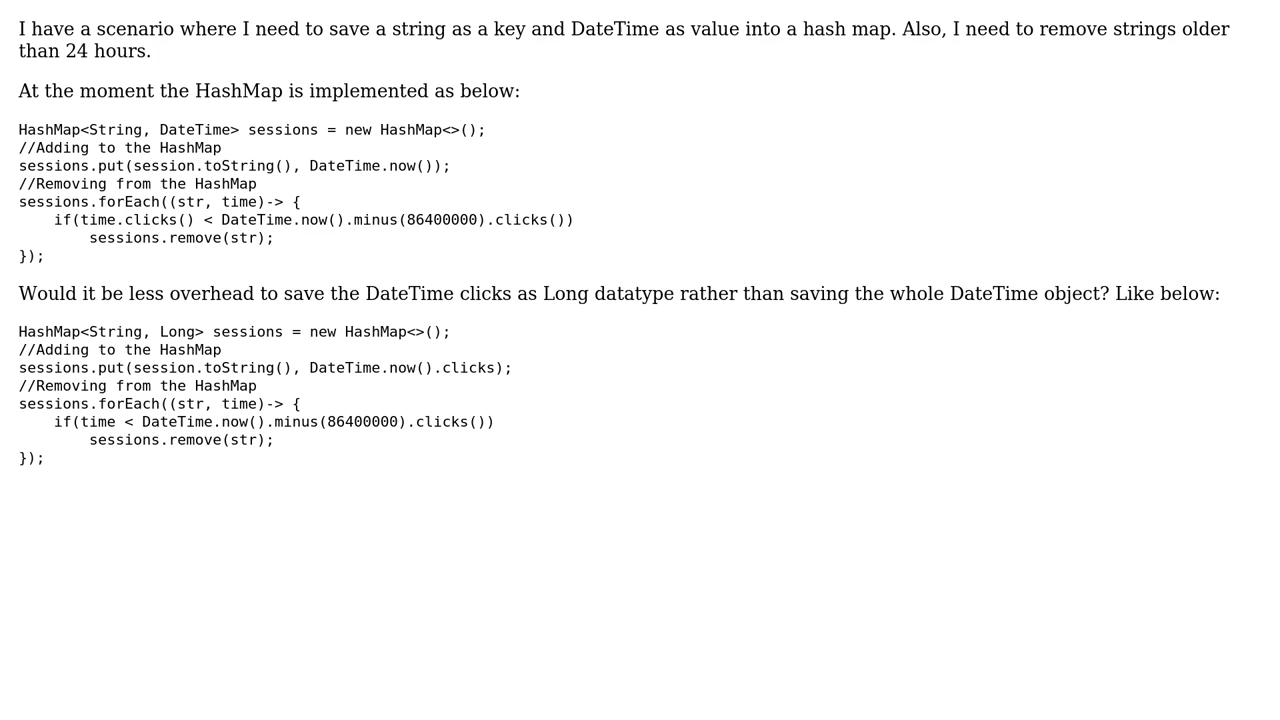 I have a scenario where I need to save a string as a key and DateTime as value into a hash map. Also, I need to remove strings older
than 24 hours.
At the moment the HashMap is implemented as below:
HashMap<String, DateTime> sessions = new HashMap<>();
//Adding to the HashMap
sessions.put(session.toString(), DateTime.now());
//Removing from the HashMap
sessions.forEach((str, time)-> {
    if(time.clicks() < DateTime.now().minus(86400000).clicks())
        sessions.remove(str);
});
Would it be less overhead to save the DateTime clicks as Long datatype rather than saving the whole DateTime object? Like below:
HashMap<String, Long> sessions = new HashMap<>();
//Adding to the HashMap
sessions.put(session.toString(), DateTime.now().clicks);
//Removing from the HashMap
sessions.forEach((str, time)-> {
    if(time < DateTime.now().minus(86400000).clicks())
        sessions.remove(str);
});